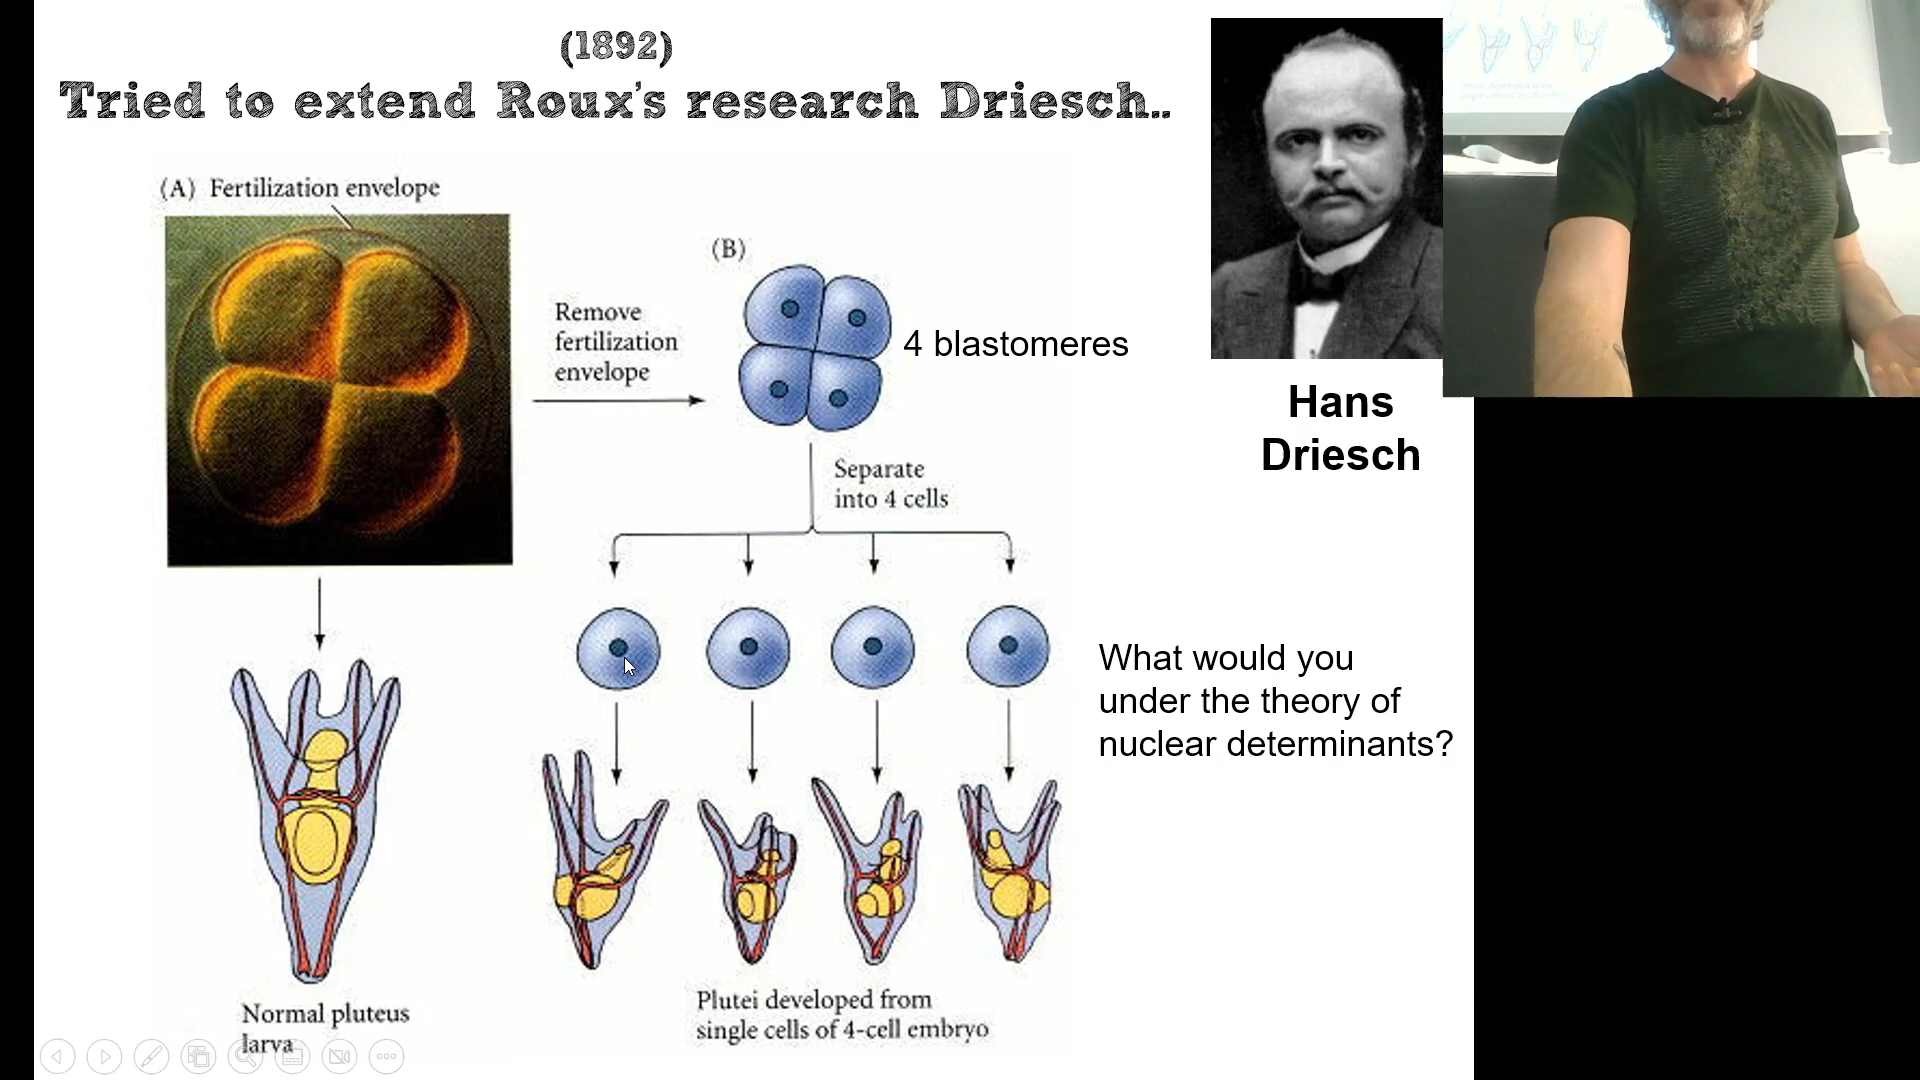 (1892)
Tried to extend Roux's research Driesch..
(A) Fertilization envelope
(B)
Remove
fertilization
envelope
4 blastomeres
Hans
Driesch
Separate
into 4 cells
What would you
under the theory of
nuclear determinants?
Normal pluteus
larva
Plutei developed from
single cells of 4-cell embryo